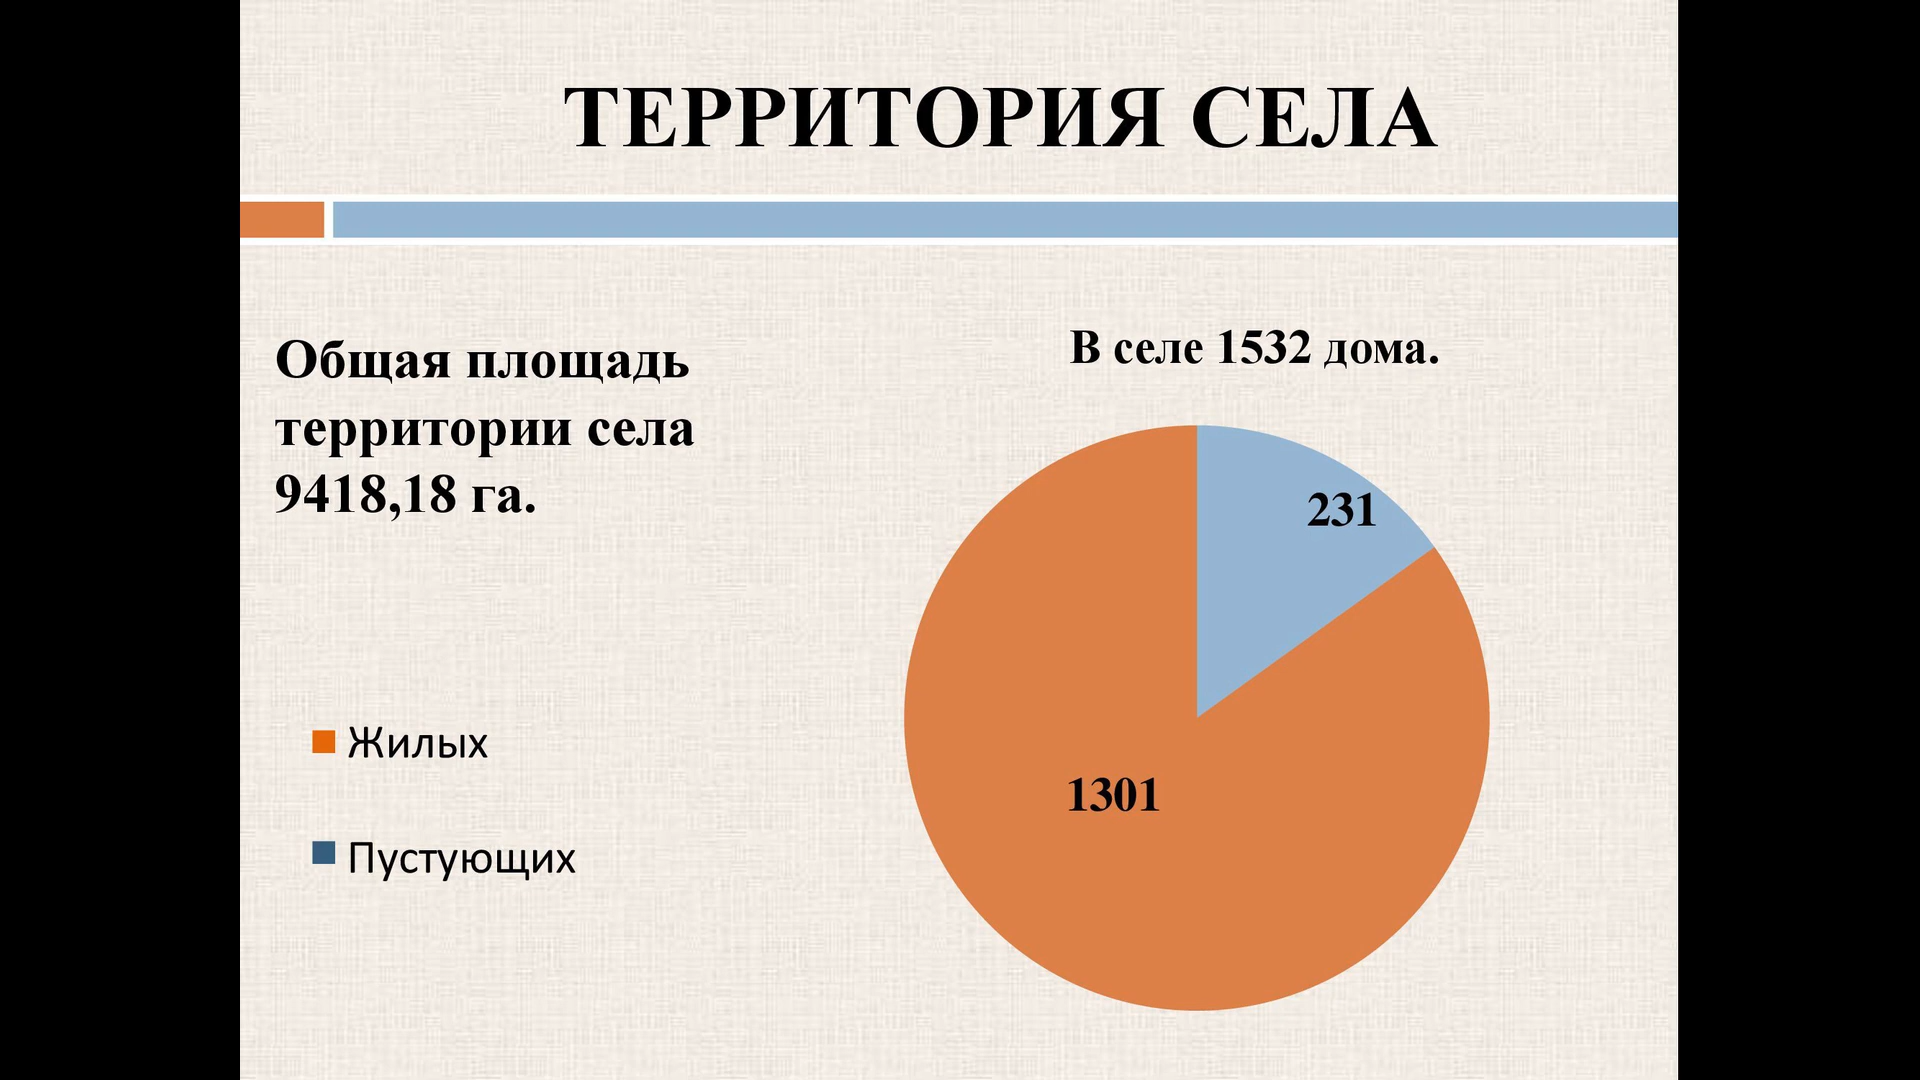 ТЕРРИТОРИЯ СЕЛА
Общая площадь
территории села
9418,18 га.
В селе 1532 дома.
231
1301
Жилых
Пустующих